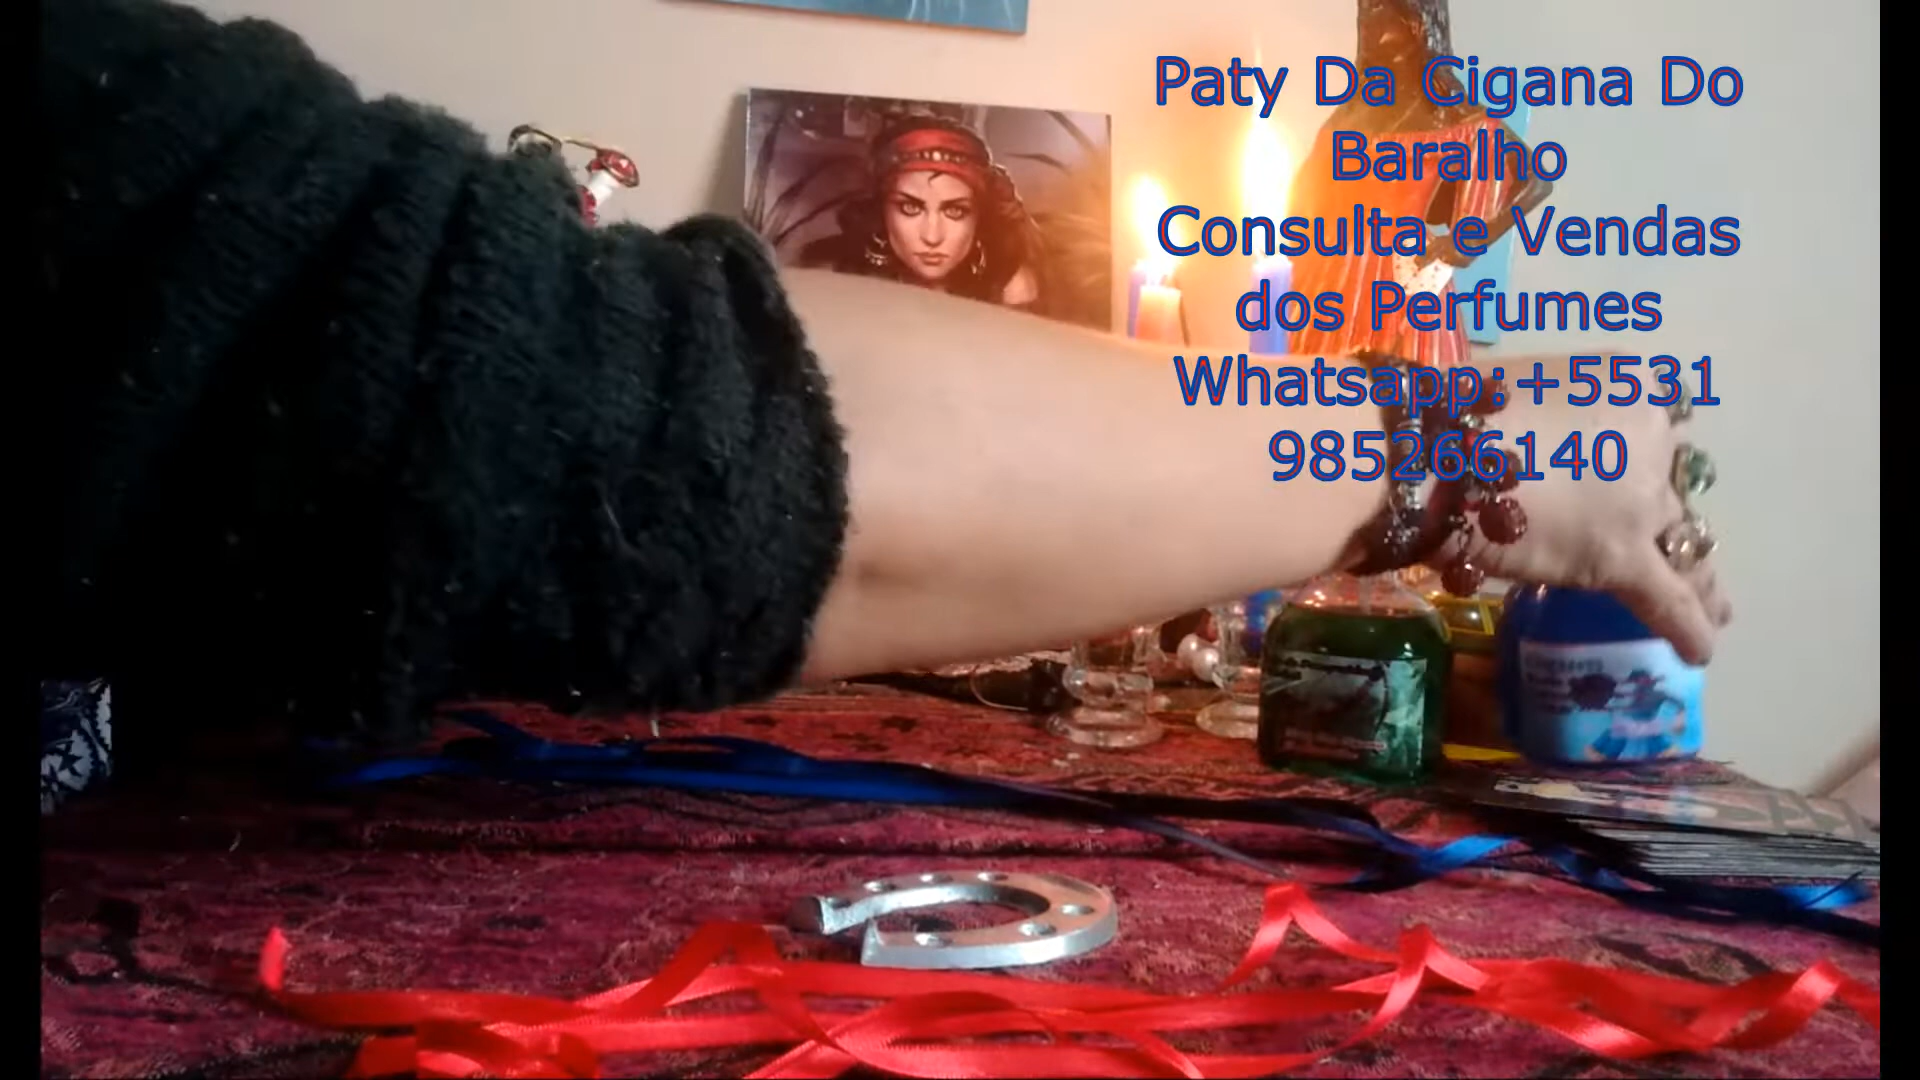 Paty Da Cigana Do
Baralho
Consulta e Vendas
dos Perfumes
Whatsapp:+5531
985266140